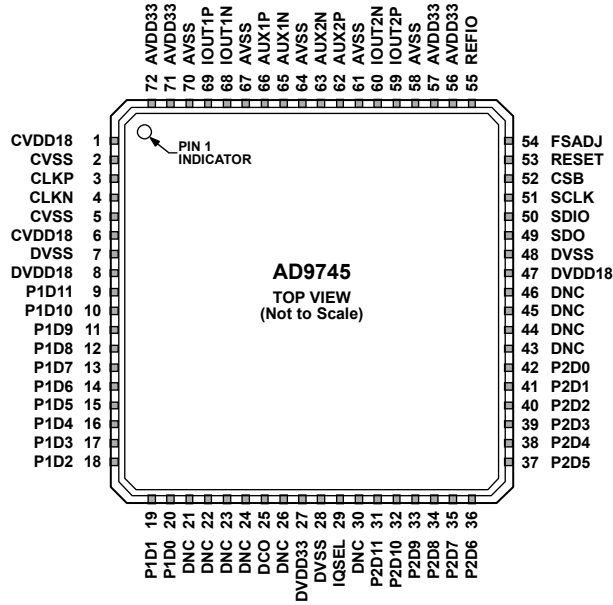 72 AVDD33
71 AVDD33
70 AVSS
69 IOUT1P
68 IOUT1N
67 AVSS
66 AUX1P
65 AUX1N
64 AVSS
63 AUX2N
62 AUX2P
61 AVSS
60 IOUT2N
59 IOUT2P
58 AVSS
57 AVDD33
56 AVDD33
55 REFIO
CVDD18 1
CVSS 2
CLKP 3
CLKN 4
CVSS 5
CVDD18 6
DVSS 7
DVDD18 8
P1D11 9
P1D10 10
P1D9 11
P1D8 12
P1D7 13
P1D6 14
P1D5 15
P1D4 16
P1D3 17
P1D2 18
PIN 1
INDICATOR
AD9745
TOP VIEW
(Not to Scale)
54 FSADJ
53 RESET
52 CSB
51 SCLK
50 SDIO
49 SDO
48 DVSS
47 DVDD18
46 DNC
45 DNC
44 DNC
43 DNC
42 P2D0
41 P2D1
40 P2D2
39 P2D3
38 P2D4
37 P2D5
P1D1 19
P1D0 20
DNC 21
DNC 22
DNC 23
DNC 24
DCO 25
DNC 26
DVDD33 27
DVSS 28
IQSEL 29
DNC 30
P2D11 31
P2D10 32
P2D9 33
P2D8 34
P2D7 35
P2D6 36